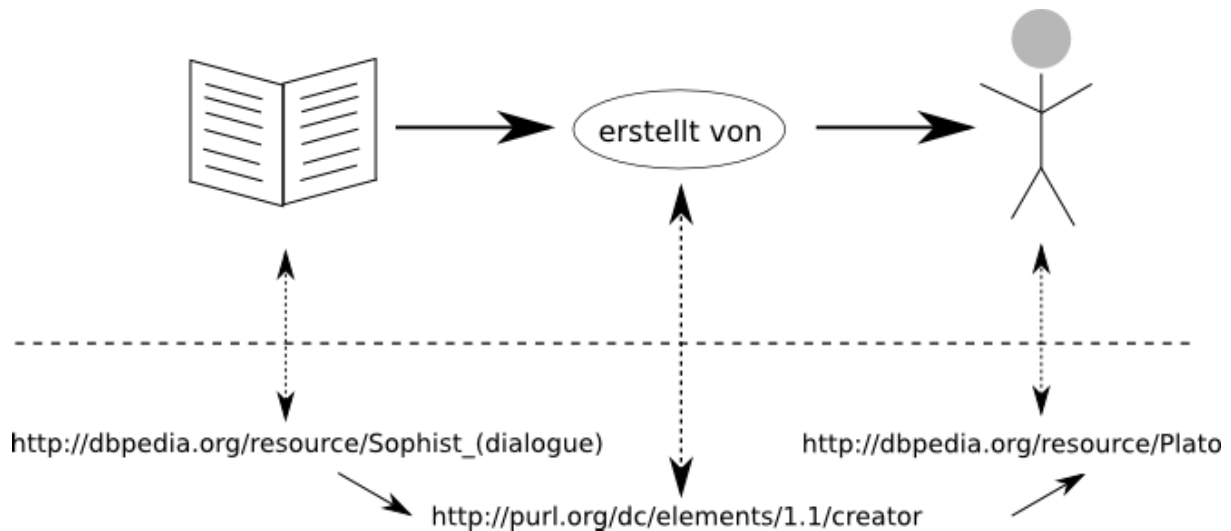 erstellt von
http://dbpedia.org/resource/Sophist_(dialogue)
http://dbpedia.org/resource/Plato
http://purl.org/dc/elements/1.1/creator